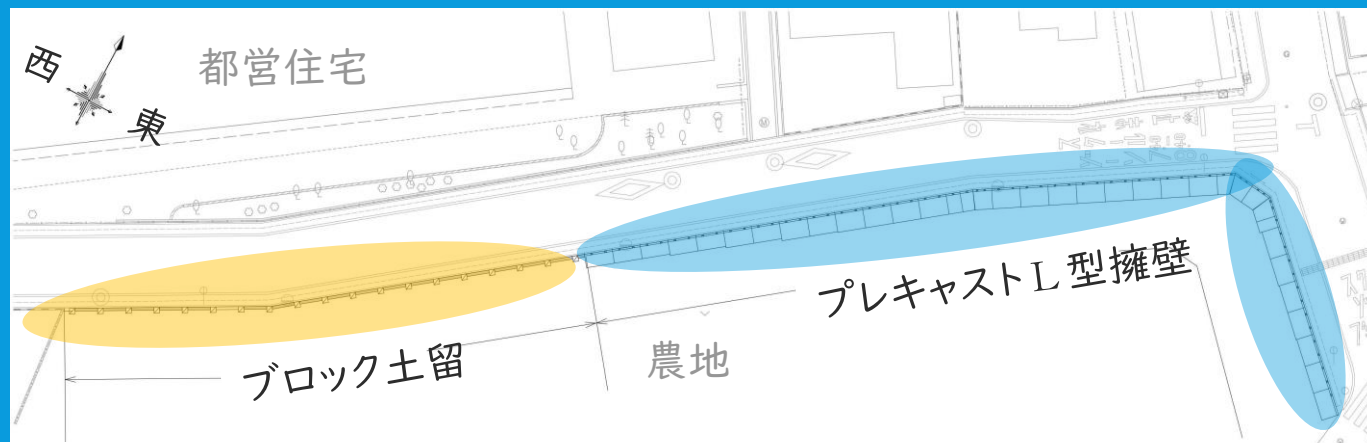 西
東
都営住宅
プレキャストL型擁壁
ブロック土留
農地